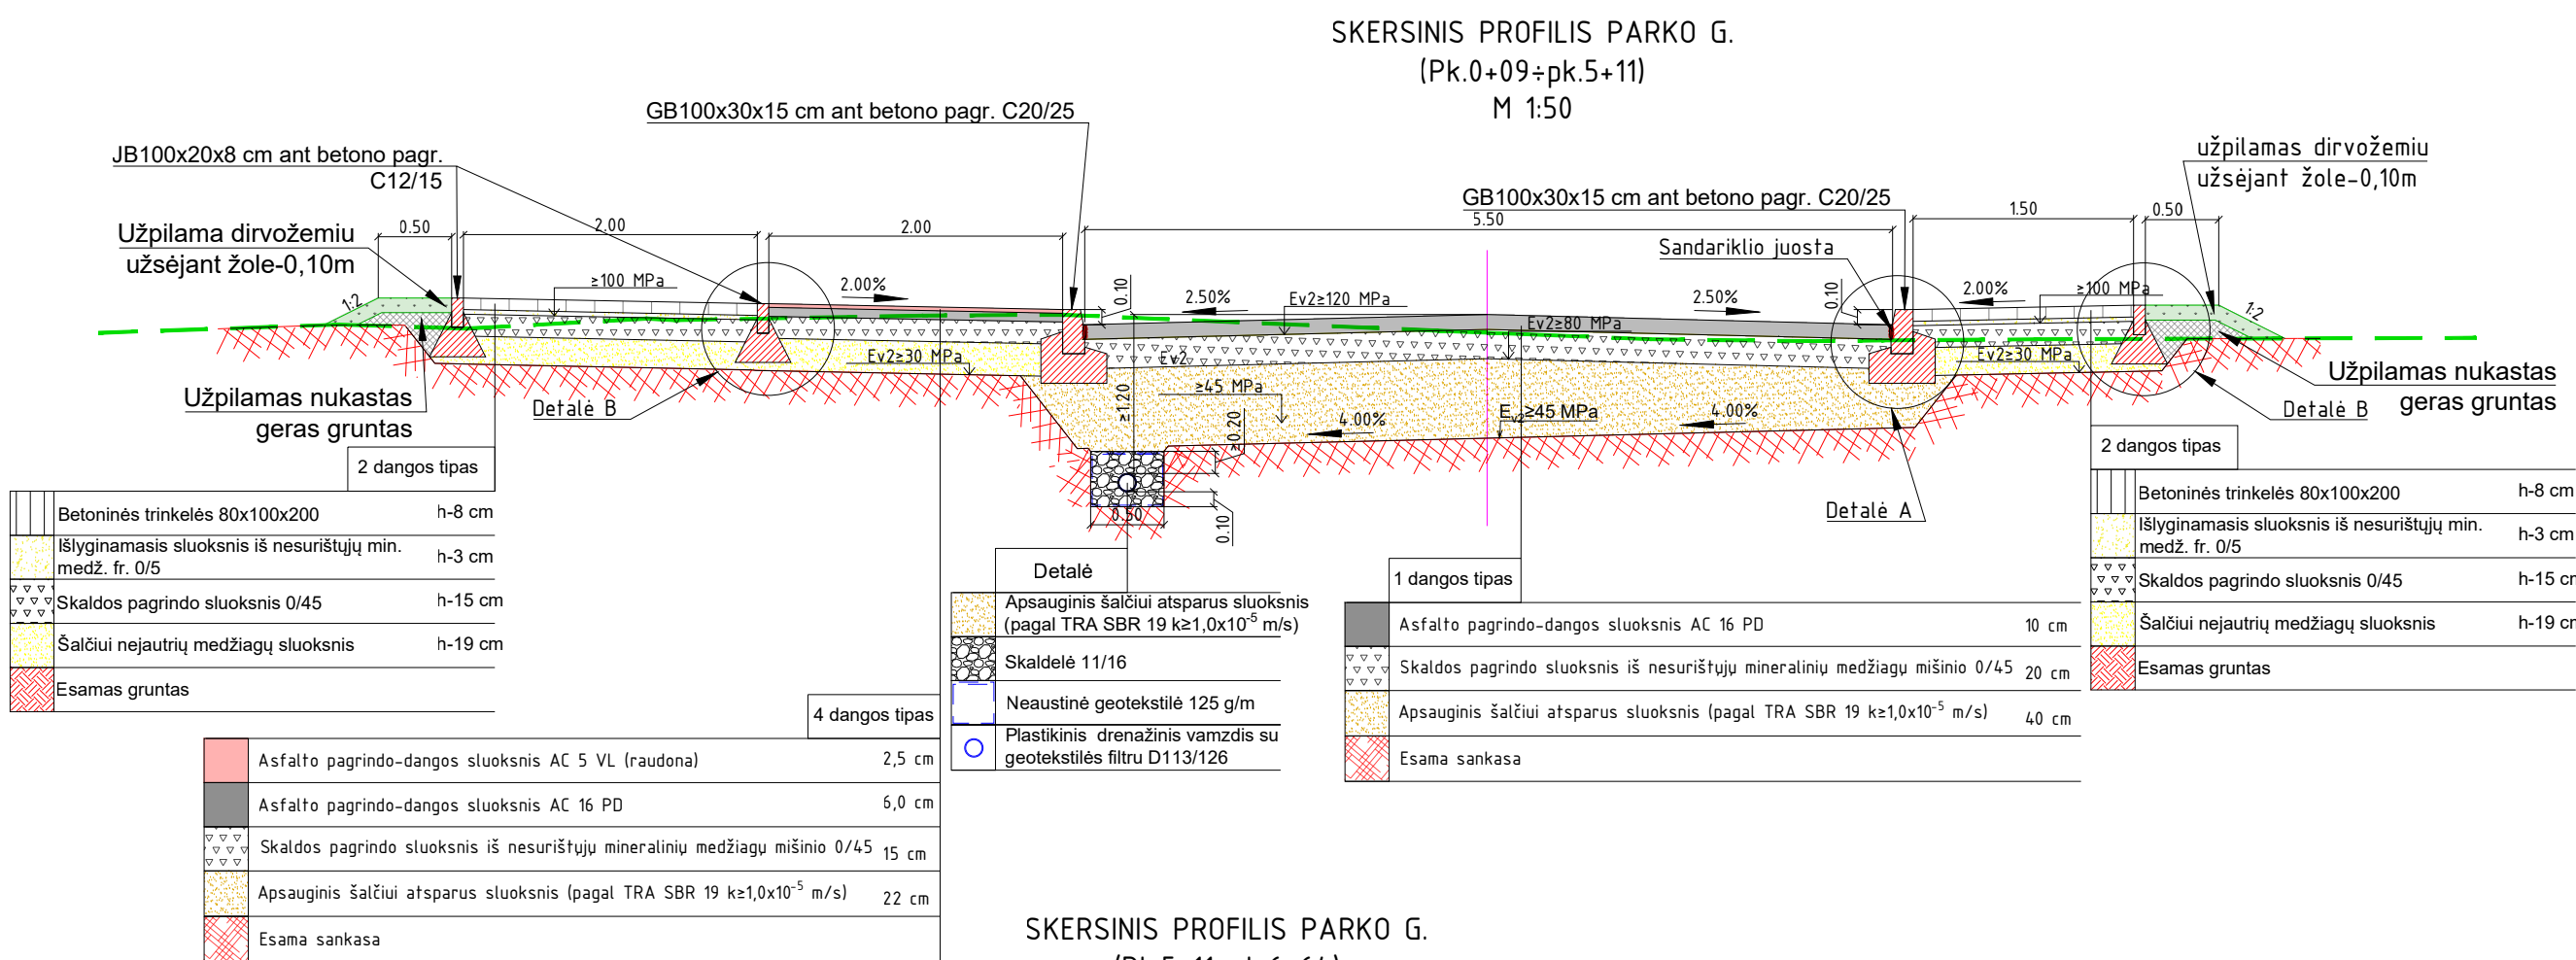 SKERSINIS PROFILIS PARKO G.
(Pk.0+09÷pk.5+11)
M 1:50
GB100x30x15 cm ant betono pagr. C20/25
JB100x20x8 cm ant betono pagr.
C12/15
užpilamas dirvožemiu
užsėjant žole-0,10m
GB100x30x15 cm ant betono pagr. C20/25
Užpilama dirvožemiu
užsėjant žole-0,10m
0.50
2.00
2.00
5.50
1.50
0.50
Sandariklio juosta
1:2
≥100 MPa
2.00%
0.10
2.50%
Ev2≥120 MPa
2.50%
0.10
2.00%
≥100 MPa
1:2
Ev2≥80 MPa
Ev2≥30 MPa
Ev2
Ev2≥30 MPa
≥1.20
≥45 MPa
Ev2≥45 MPa
≥0.20
4.00%
4.00%
Užpilamas nukastas
geras gruntas
Detalė B
Užpilamas nukastas
geras gruntas
Detalė B
Detalė A
0.50
0.10
2 dangos tipas
Betoninės trinkelės 80x100x200 h-8 cm
Išlyginamasis sluoksnis iš nesurištųjų min.
medž. fr. 0/5 h-3 cm
Skaldos pagrindo sluoksnis 0/45 h-15 cm
Šalčiui nejautrių medžiagų sluoksnis h-19 cm
Esamas gruntas
4 dangos tipas
Asfalto pagrindo-dangos sluoksnis AC 5 VL (raudona) 2,5 cm
Asfalto pagrindo-dangos sluoksnis AC 16 PD 6,0 cm
Skaldos pagrindo sluoksnis iš nesurištųjų mineralinių medžiagų mišinio 0/45 15 cm
Apsauginis šalčiui atsparus sluoksnis (pagal TRA SBR 19 k≥1,0x10⁻⁵ m/s) 22 cm
Esama sankasa
Detalė
Apsauginis šalčiui atsparus sluoksnis
(pagal TRA SBR 19 k≥1,0x10⁻⁵ m/s)
Skaldelė 11/16
Neaustinė geotekstilė 125 g/m
Plastikinis drenažinis vamzdis su
geotekstilės filtru D113/126
1 dangos tipas
Asfalto pagrindo-dangos sluoksnis AC 16 PD 10 cm
Skaldos pagrindo sluoksnis iš nesurištųjų mineralinių medžiagų mišinio 0/45 20 cm
Apsauginis šalčiui atsparus sluoksnis (pagal TRA SBR 19 k≥1,0x10⁻⁵ m/s) 40 cm
Esama sankasa
2 dangos tipas
Betoninės trinkelės 80x100x200 h-8 cm
Išlyginamasis sluoksnis iš nesurištųjų min.
medž. fr. 0/5 h-3 cm
Skaldos pagrindo sluoksnis 0/45 h-15 cm
Šalčiui nejautrių medžiagų sluoksnis h-19 cm
Esamas gruntas
SKERSINIS PROFILIS PARKO G.